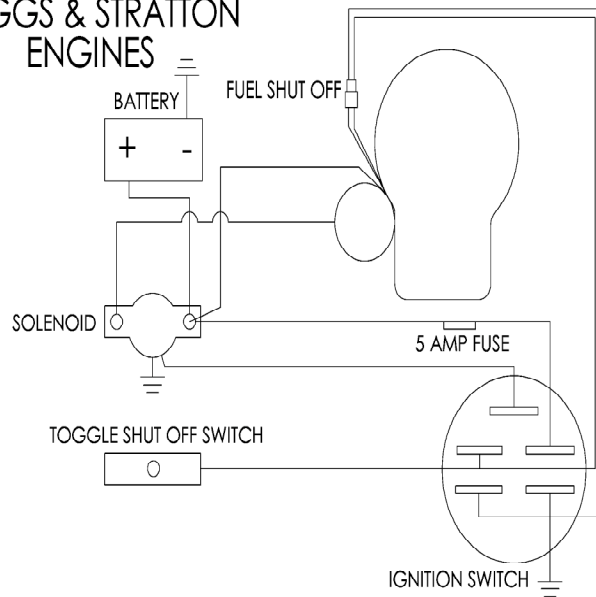 GGS & STRATTON
ENGINES
BATTERY
FUEL SHUT OFF
+ -
SOLENOID
5 AMP FUSE
TOGGLE SHUT OFF SWITCH
IGNITION SWITCH